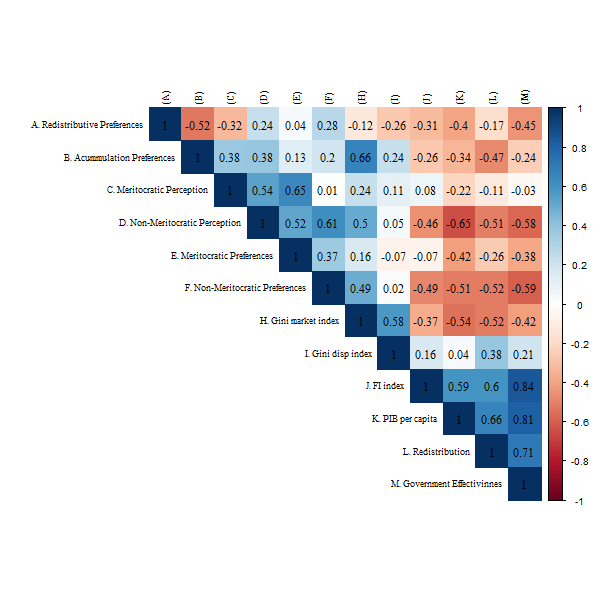 (A) (B) (C) (D) (E) (F) (H) (I) (J) (K) (L) (M)
A. Redistributive Preferences 1 -0.52 -0.32 0.24 0.04 0.28 -0.12 -0.26 -0.31 -0.4 -0.17 -0.45
B. Acummulation Preferences 1 0.38 0.38 0.13 0.2 0.66 0.24 -0.26 -0.34 -0.47 -0.24
C. Meritocratic Perception 1 0.54 0.65 0.01 0.24 0.11 0.08 -0.22 -0.11 -0.03
D. Non-Meritocratic Perception 1 0.52 0.61 0.5 0.05 -0.46 -0.65 -0.51 -0.58
E. Meritocratic Preferences 1 0.37 0.16 -0.07 -0.07 -0.42 -0.26 -0.38
F. Non-Meritocratic Preferences 1 0.49 0.02 -0.49 -0.51 -0.52 -0.59
H. Gini market index 1 0.58 -0.37 -0.54 -0.52 -0.42
I. Gini disp index 1 0.16 0.04 0.38 0.21
J. FI index 1 0.59 0.6 0.84
K. PIB per capita 1 0.66 0.81
L. Redistribution 1 0.71
M. Government Effectivinnes 1
1
0.8
0.6
0.4
0.2
0
-0.2
-0.4
-0.6
-0.8
-1